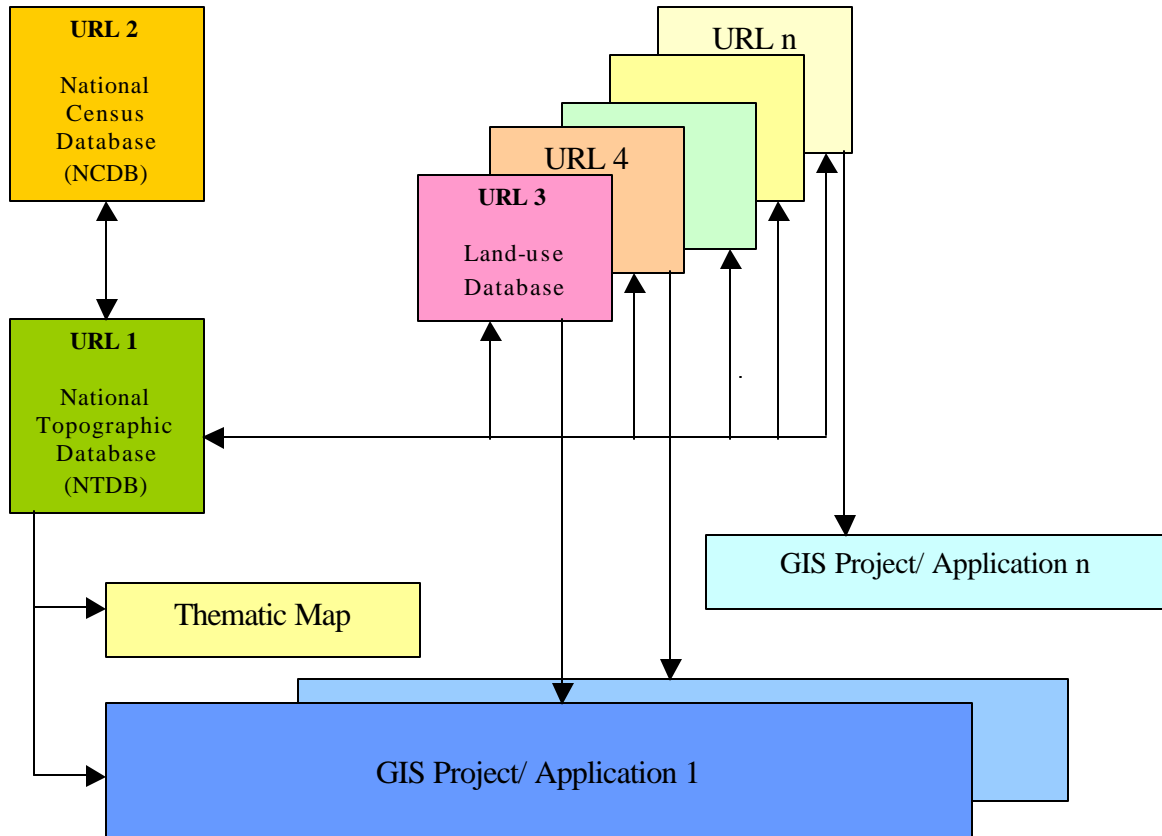 URL 2
National
Census
Database
(NCDB)
URL n
URL 4
URL 3
Land-use
Database
URL 1
National
Topographic
Database
(NTDB)
GIS Project/ Application n
Thematic Map
GIS Project/ Application 1